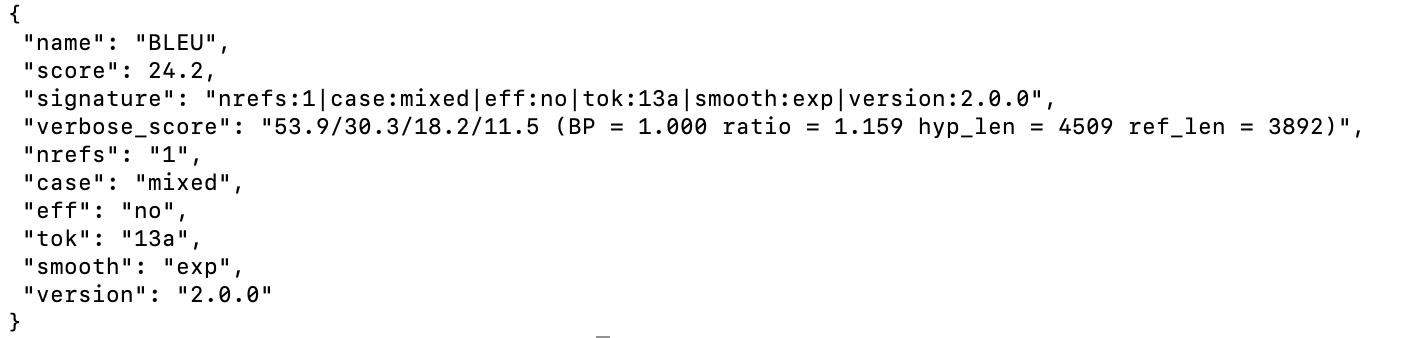 {
 "name": "BLEU",
 "score": 24.2,
 "signature": "nrefs:1|case:mixed|eff:no|tok:13a|smooth:exp|version:2.0.0",
 "verbose_score": "53.9/30.3/18.2/11.5 (BP = 1.000 ratio = 1.159 hyp_len = 4509 ref_len = 3892)",
 "nrefs": "1",
 "case": "mixed",
 "eff": "no",
 "tok": "13a",
 "smooth": "exp",
 "version": "2.0.0"
}